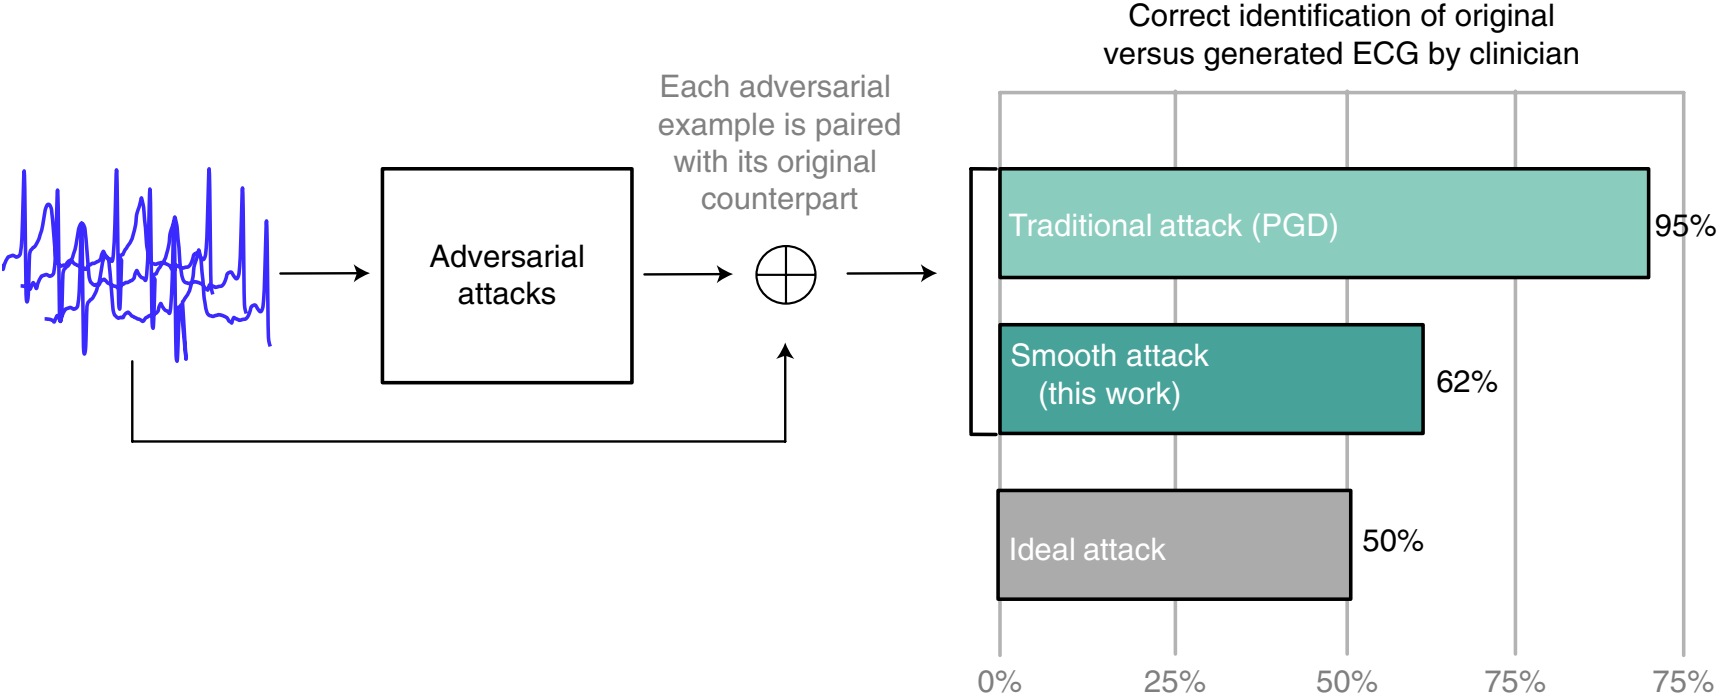 Correct identification of original
versus generated ECG by clinician
Each adversarial
example is paired
with its original
counterpart
Adversarial
attacks
Traditional attack (PGD)
95%
Smooth attack
(this work)
62%
Ideal attack
50%
0% 25% 50% 75% 75%